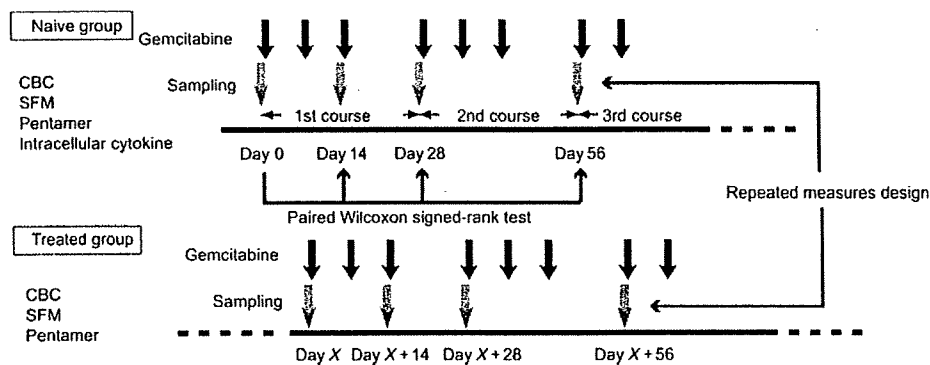 Naive group
Gemcitabine
Sampling
CBC
SFM
Pentamer
Intracellular cytokine
1st course
2nd course
3rd course
Day 0
Day 14
Day 28
Day 56
Paired Wilcoxon signed-rank test
Repeated measures design
Treated group
Gemcitabine
Sampling
CBC
SFM
Pentamer
Day X
Day X + 14
Day X + 28
Day X + 56